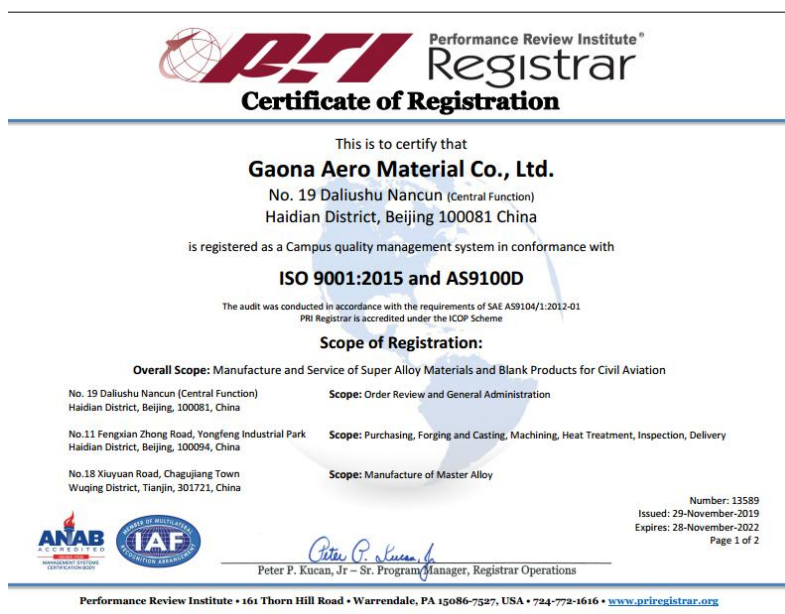 PRI
Performance Review Institute®
Registrar
Certificate of Registration
This is to certify that
Gaona Aero Material Co., Ltd.
No. 19 Daliushu Nancun (Central Function)
Haidian District, Beijing 100081 China
is registered as a Campus quality management system in conformance with
ISO 9001:2015 and AS9100D
The audit was conducted in accordance with the requirements of SAE AS9104/1:2012-01
PRI Registrar is accredited under the ICOP Scheme
Scope of Registration:
Overall Scope: Manufacture and Service of Super Alloy Materials and Blank Products for Civil Aviation
No. 19 Daliushu Nancun (Central Function)
Haidian District, Beijing, 100081, China
Scope: Order Review and General Administration
No.11 Fengxian Zhong Road, Yongfeng Industrial Park
Haidian District, Beijing, 100094, China
Scope: Purchasing, Forging and Casting, Machining, Heat Treatment, Inspection, Delivery
No.18 Xiuyuan Road, Chagujiang Town
Wuqing District, Tianjin, 301721, China
Scope: Manufacture of Master Alloy
Number: 13589
Issued: 29-November-2019
Expires: 28-November-2022
Page 1 of 2
ANAB
ACCREDITED
MANAGEMENT SYSTEMS
CERTIFICATION BODY
MEMBER OF MULTILATERAL
IAF
RECOGNITION ARRANGEMENT
Peter P. Kucan, Jr
Peter P. Kucan, Jr – Sr. Program Manager, Registrar Operations
Performance Review Institute • 161 Thorn Hill Road • Warrendale, PA 15086-7527, USA • 724-772-1616 • www.priregistrar.org